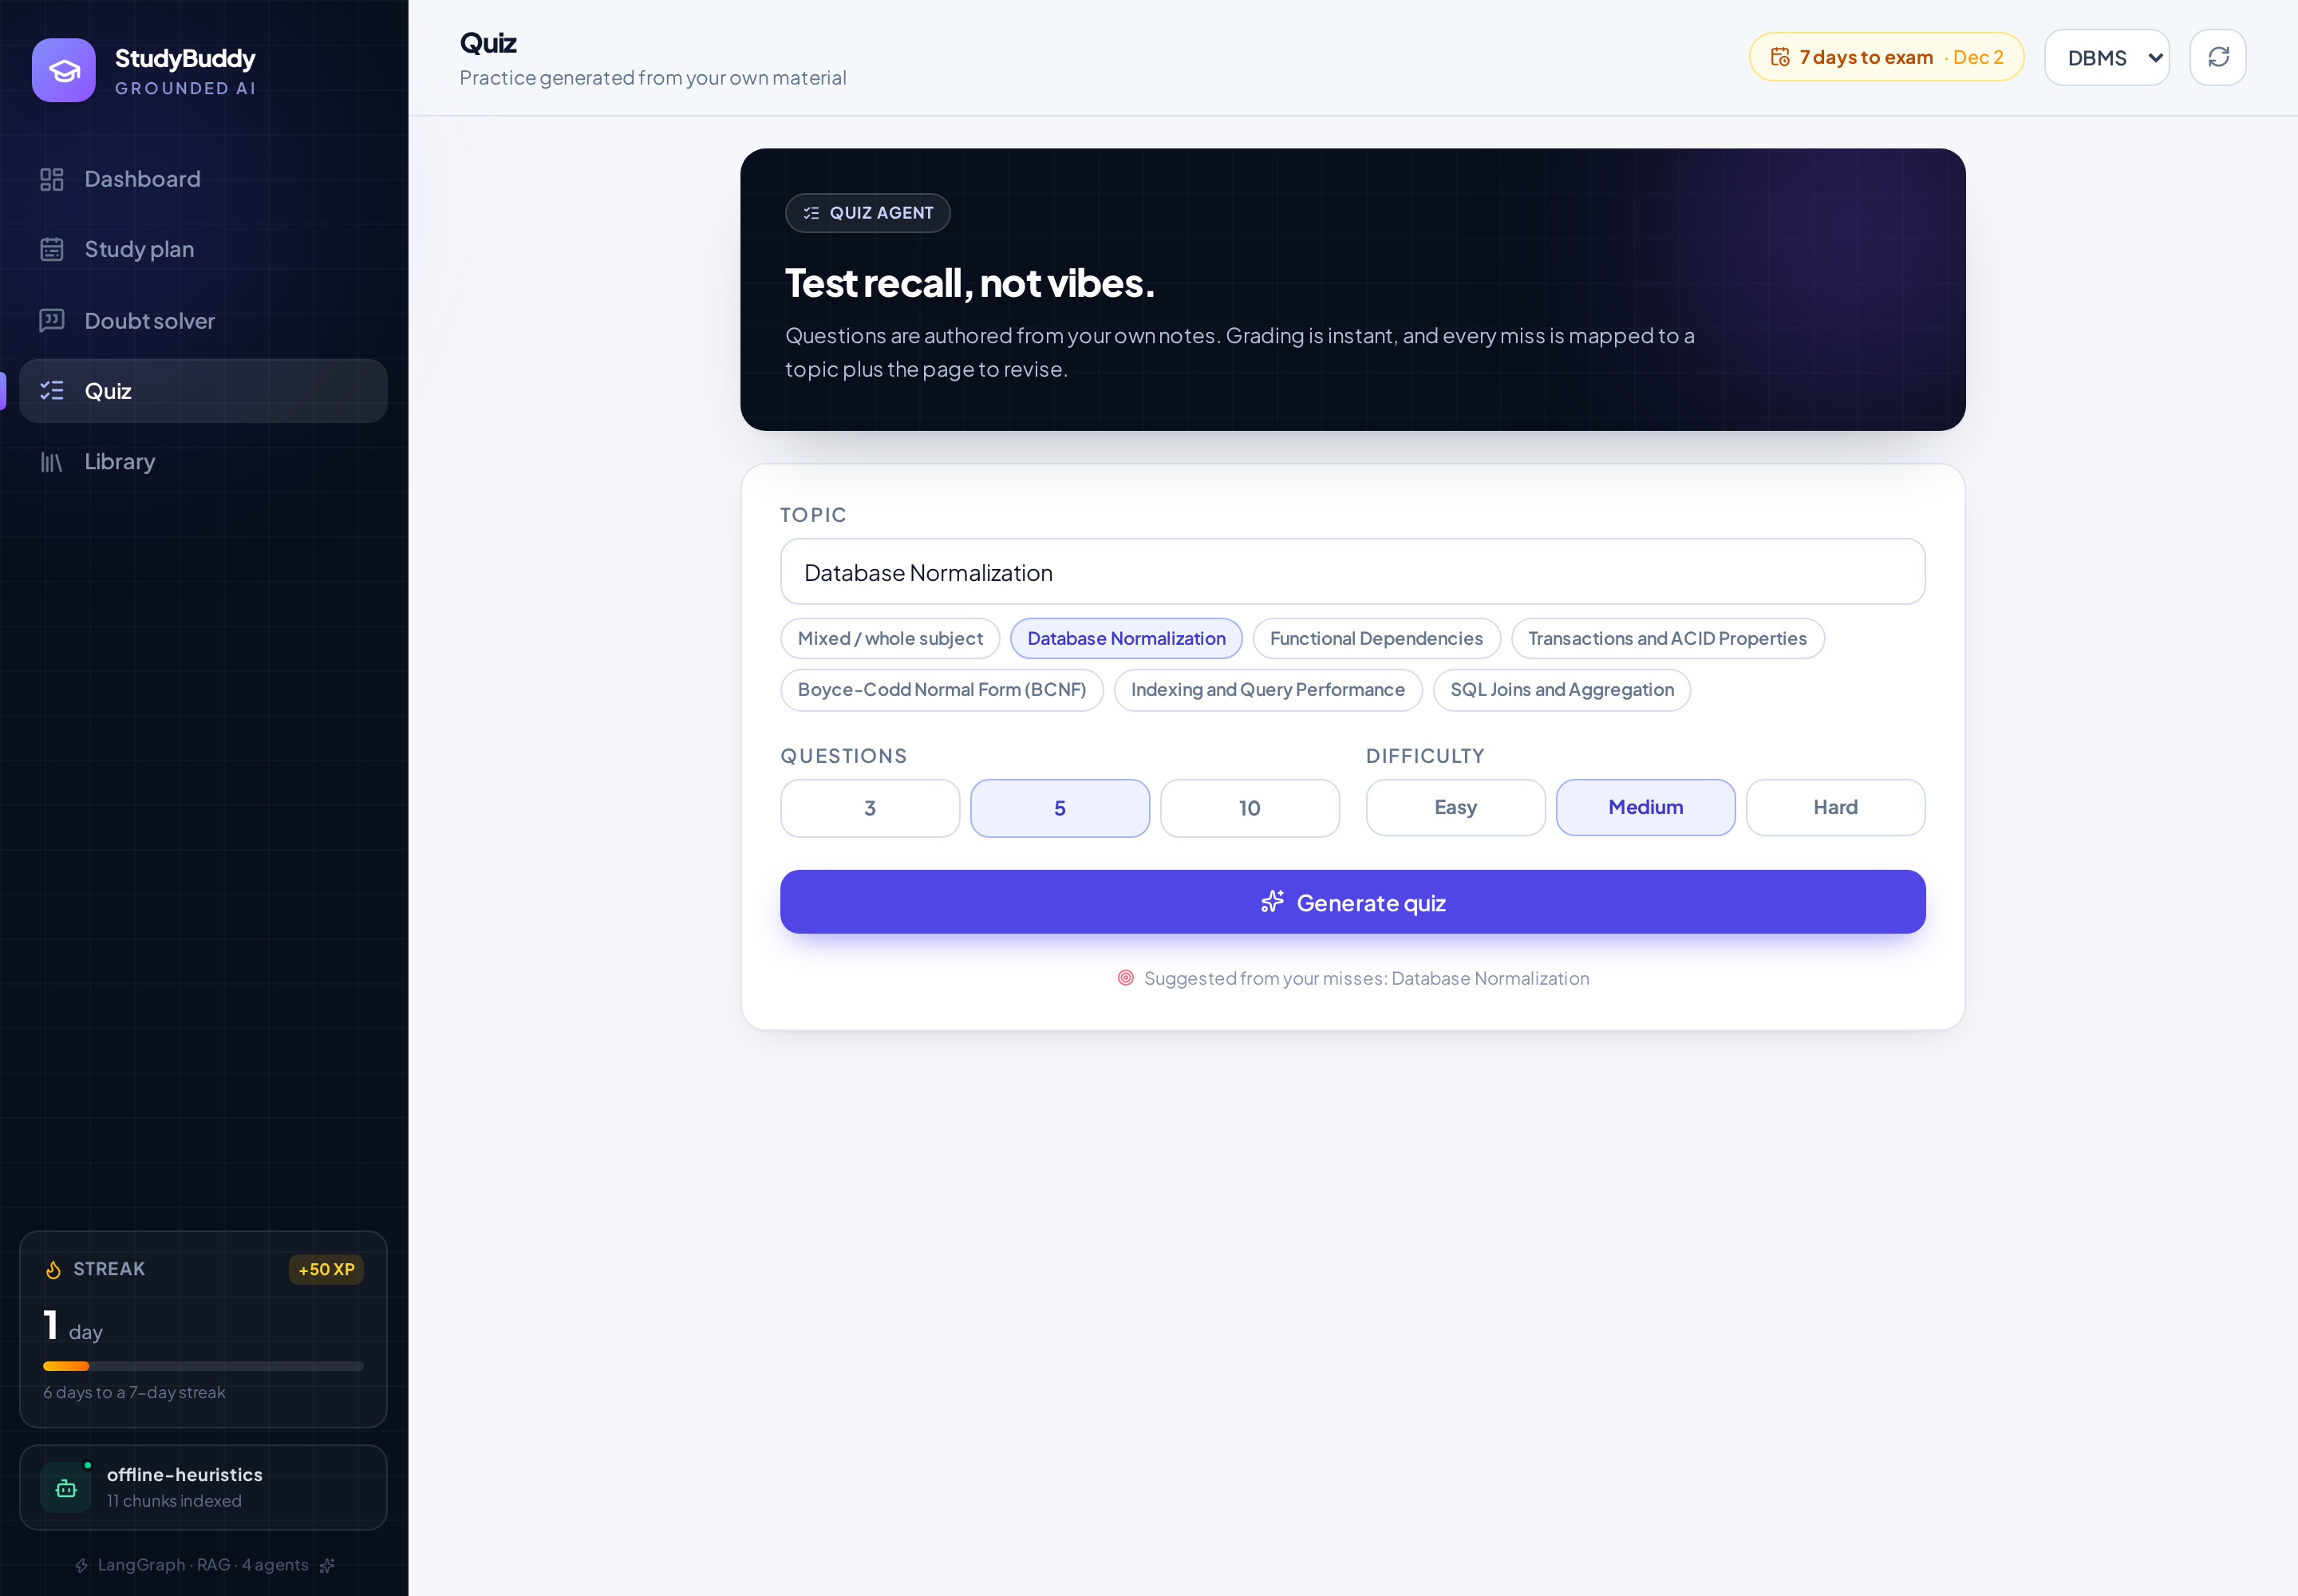 StudyBuddy
GROUNDED AI
Dashboard
Study plan
Doubt solver
Quiz
Library
STREAK
+50 XP
1 day
6 days to a 7-day streak
offline-heuristics
11 chunks indexed
LangGraph · RAG · 4 agents
Quiz
Practice generated from your own material
7 days to exam · Dec 2
DBMS
QUIZ AGENT
Test recall, not vibes.
Questions are authored from your own notes. Grading is instant, and every miss is mapped to a
topic plus the page to revise.
TOPIC
Database Normalization
Mixed / whole subject
Database Normalization
Functional Dependencies
Transactions and ACID Properties
Boyce-Codd Normal Form (BCNF)
Indexing and Query Performance
SQL Joins and Aggregation
QUESTIONS
3
5
10
DIFFICULTY
Easy
Medium
Hard
Generate quiz
Suggested from your misses: Database Normalization